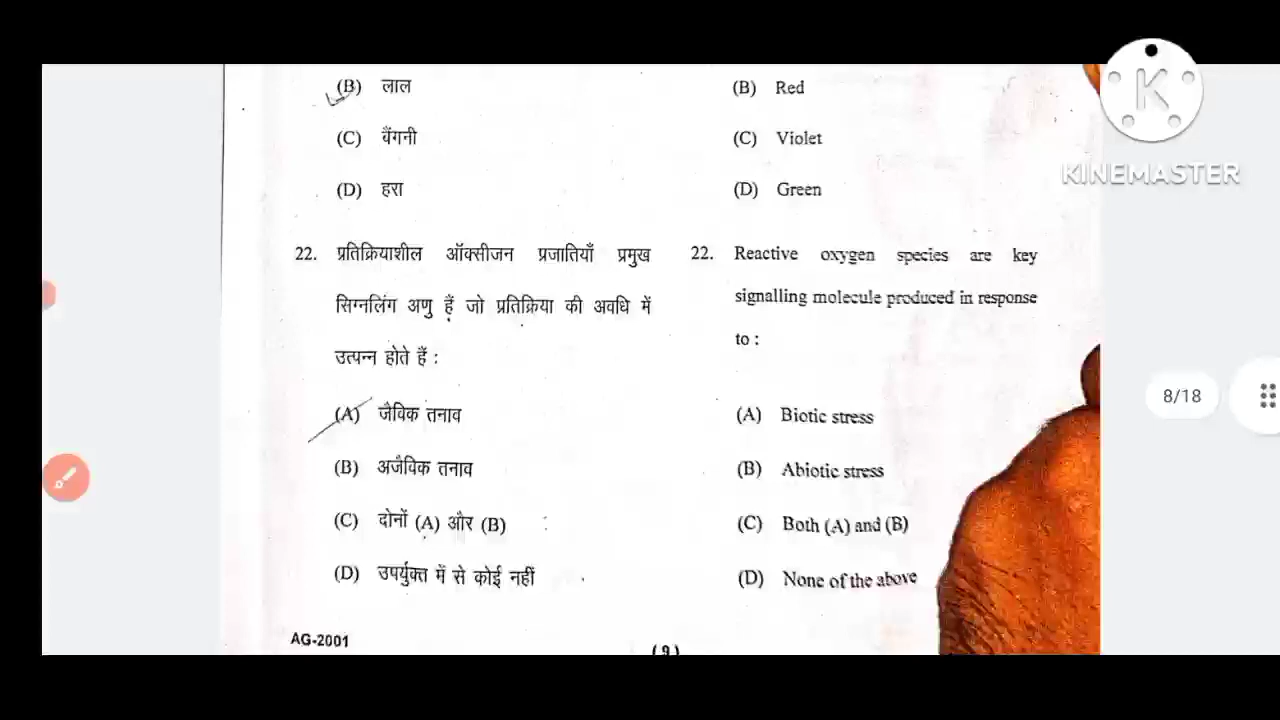 (B) लाल
(C) वैंगनी
(D) हरा
22. प्रतिक्रियाशील ऑक्सीजन प्रजातियाँ प्रमुख
सिग्नलिंग अणु हैं जो प्रतिक्रिया की अवधि में
उत्पन्न होते हैं :
(A) जैविक तनाव
(B) अजैविक तनाव
(C) दोनों (A) और (B)
(D) उपर्युक्त में से कोई नहीं
AG-2001
(B) Red
(C) Violet
(D) Green
22. Reactive oxygen species are key
signalling molecule produced in response
to :
(A) Biotic stress
(B) Abiotic stress
(C) Both (A) and (B)
(D) None of the above
( 9 )
K
KINEMASTER
8/18